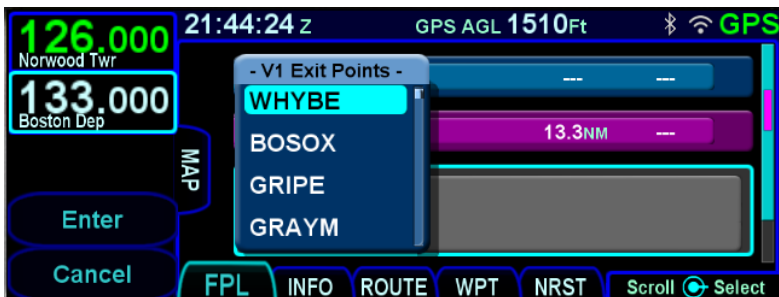 126.000
Norwood Twr
21:44:24 Z
GPS AGL 1510Ft
GPS
133.000
Boston Dep
- V1 Exit Points -
WHYBE
BOSOX
GRIPE
GRAYM
--- ---
13.3NM ---
MAP
Enter
Cancel
FPL
INFO
ROUTE
WPT
NRST
Scroll Select